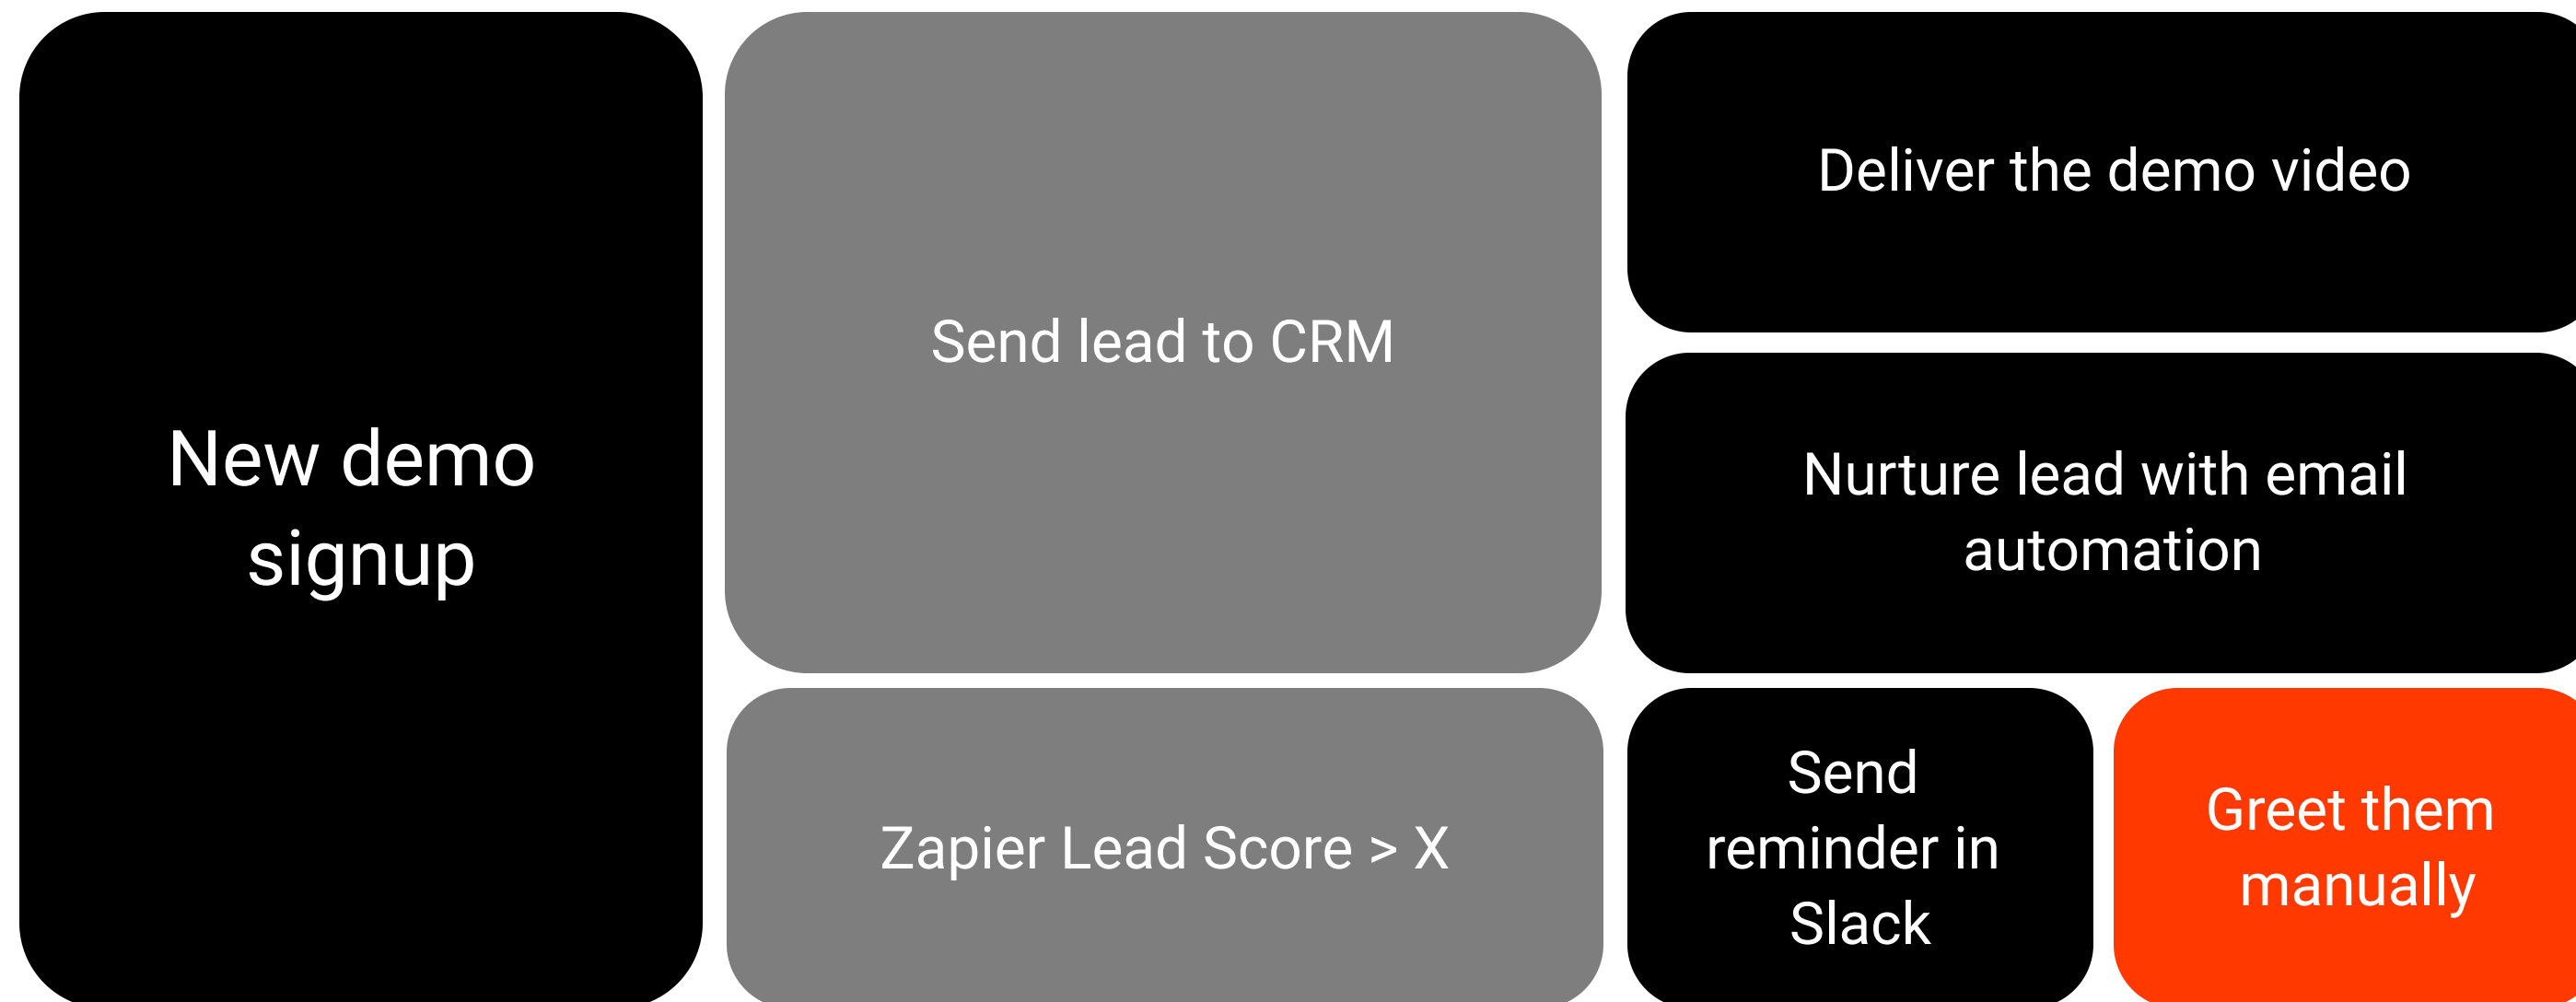 New demo
signup
Send lead to CRM
Zapier Lead Score > X
Deliver the demo video
Nurture lead with email
automation
Send
reminder in
Slack
Greet them
manually